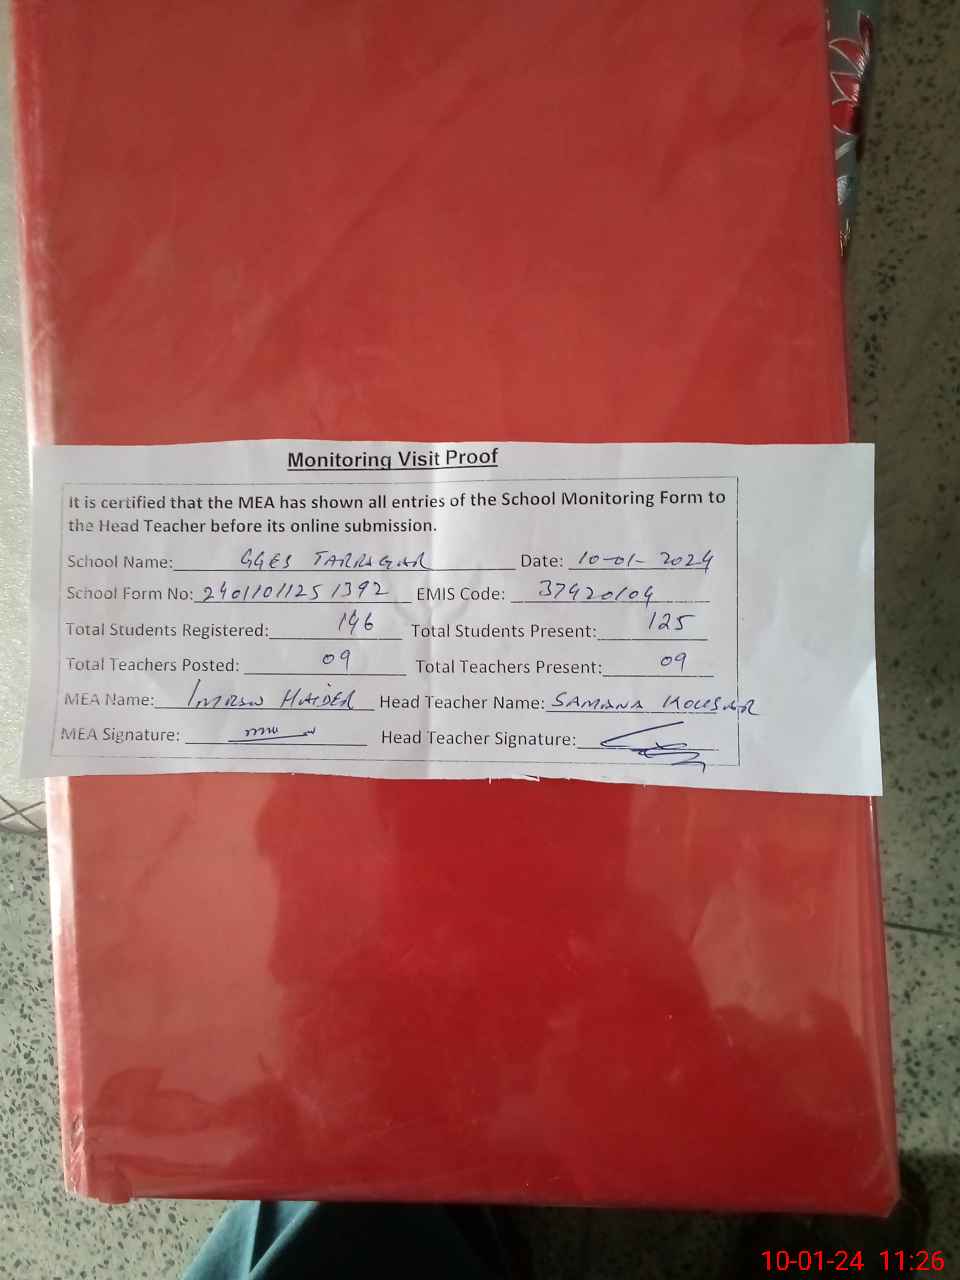 Monitoring Visit Proof
It is certified that the MEA has shown all entries of the School Monitoring Form to
the Head Teacher before its online submission.
School Name: GGES TARRAGAR Date: 10-01-2024
School Form No: 2401101125 1392 EMIS Code: 37420104
Total Students Registered: 146 Total Students Present: 125
Total Teachers Posted: 09 Total Teachers Present: 09
MEA Name: IMRAN HAIDER Head Teacher Name: SAMANA KOUSAR
MEA Signature: Head Teacher Signature:
10-01-24 11:26